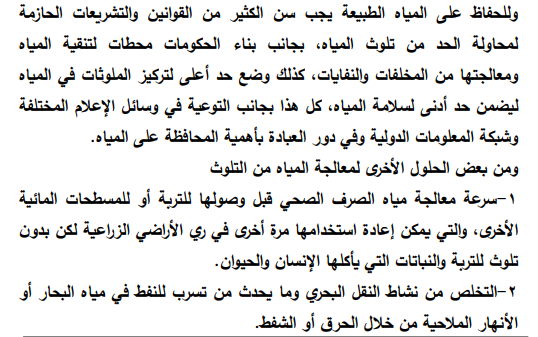 وللحفاظ على المياه الطبيعة يجب سن الكثير من القوانين والتشريعات الحازمة
لمحاولة الحد من تلوث المياه، بجانب بناء الحكومات محطات لتنقية المياه
ومعالجتها من المخلفات والنفايات، كذلك وضع حد أعلى لتركيز الملوثات في المياه
ليضمن حد أدنى لسلامة المياه، كل هذا بجانب التوعية في وسائل الإعلام المختلفة
وشبكة المعلومات الدولية وفي دور العبادة بأهمية المحافظة على المياه.
ومن بعض الحلول الأخرى لمعالجة المياه من التلوث
١-سرعة معالجة مياه الصرف الصحي قبل وصولها للتربة أو للمسطحات المائية
الأخرى، والتي يمكن إعادة استخدامها مرة أخرى في ري الأراضي الزراعية لكن بدون
تلوث للتربة والنباتات التي يأكلها الإنسان والحيوان.
٢-التخلص من نشاط النقل البحري وما يحدث من تسرب للنفط في مياه البحار أو
الأنهار الملاحية من خلال الحرق أو الشفط.